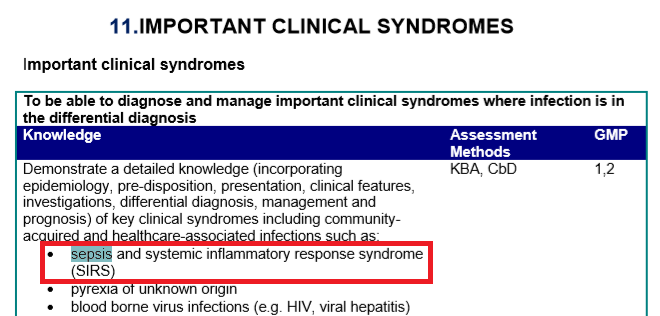 11.IMPORTANT CLINICAL SYNDROMES
Important clinical syndromes
To be able to diagnose and manage important clinical syndromes where infection is in
the differential diagnosis
Knowledge Assessment GMP
Methods
Demonstrate a detailed knowledge (incorporating KBA, CbD 1,2
epidemiology, pre-disposition, presentation, clinical features,
investigations, differential diagnosis, management and
prognosis) of key clinical syndromes including community-
acquired and healthcare-associated infections such as:
• sepsis and systemic inflammatory response syndrome
(SIRS)
• pyrexia of unknown origin
• blood borne virus infections (e.g. HIV, viral hepatitis)